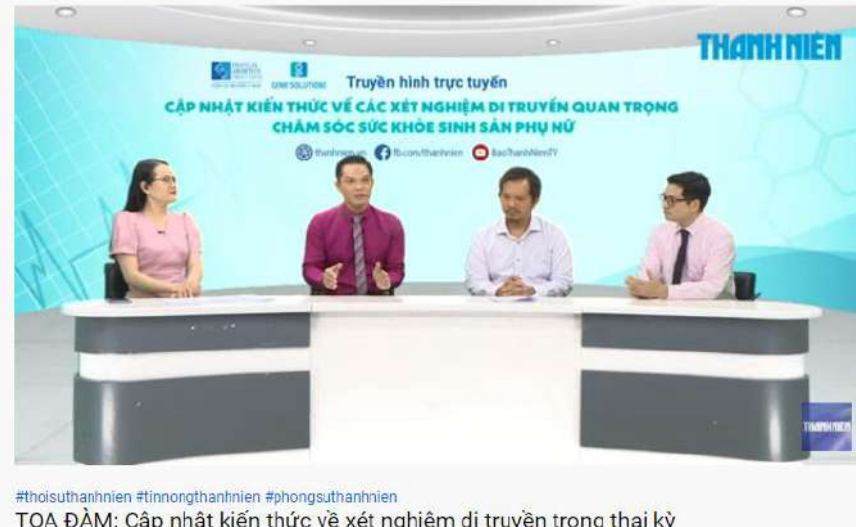 THANH NIÊN
GENE SOLUTIONS
Truyền hình trực tuyến
CẬP NHẬT KIẾN THỨC VỀ CÁC XÉT NGHIỆM DI TRUYỀN QUAN TRỌNG
CHĂM SÓC SỨC KHỎE SINH SẢN PHỤ NỮ
thanhnien.vn fb.com/thanhnien BaoThanhNienTV
THANH NIÊN
#thoisuthanhnien #tinnongthanhnien #phongsuthanhnien
TỌA ĐÀM: Cập nhật kiến thức về xét nghiệm di truyền trong thai kỳ